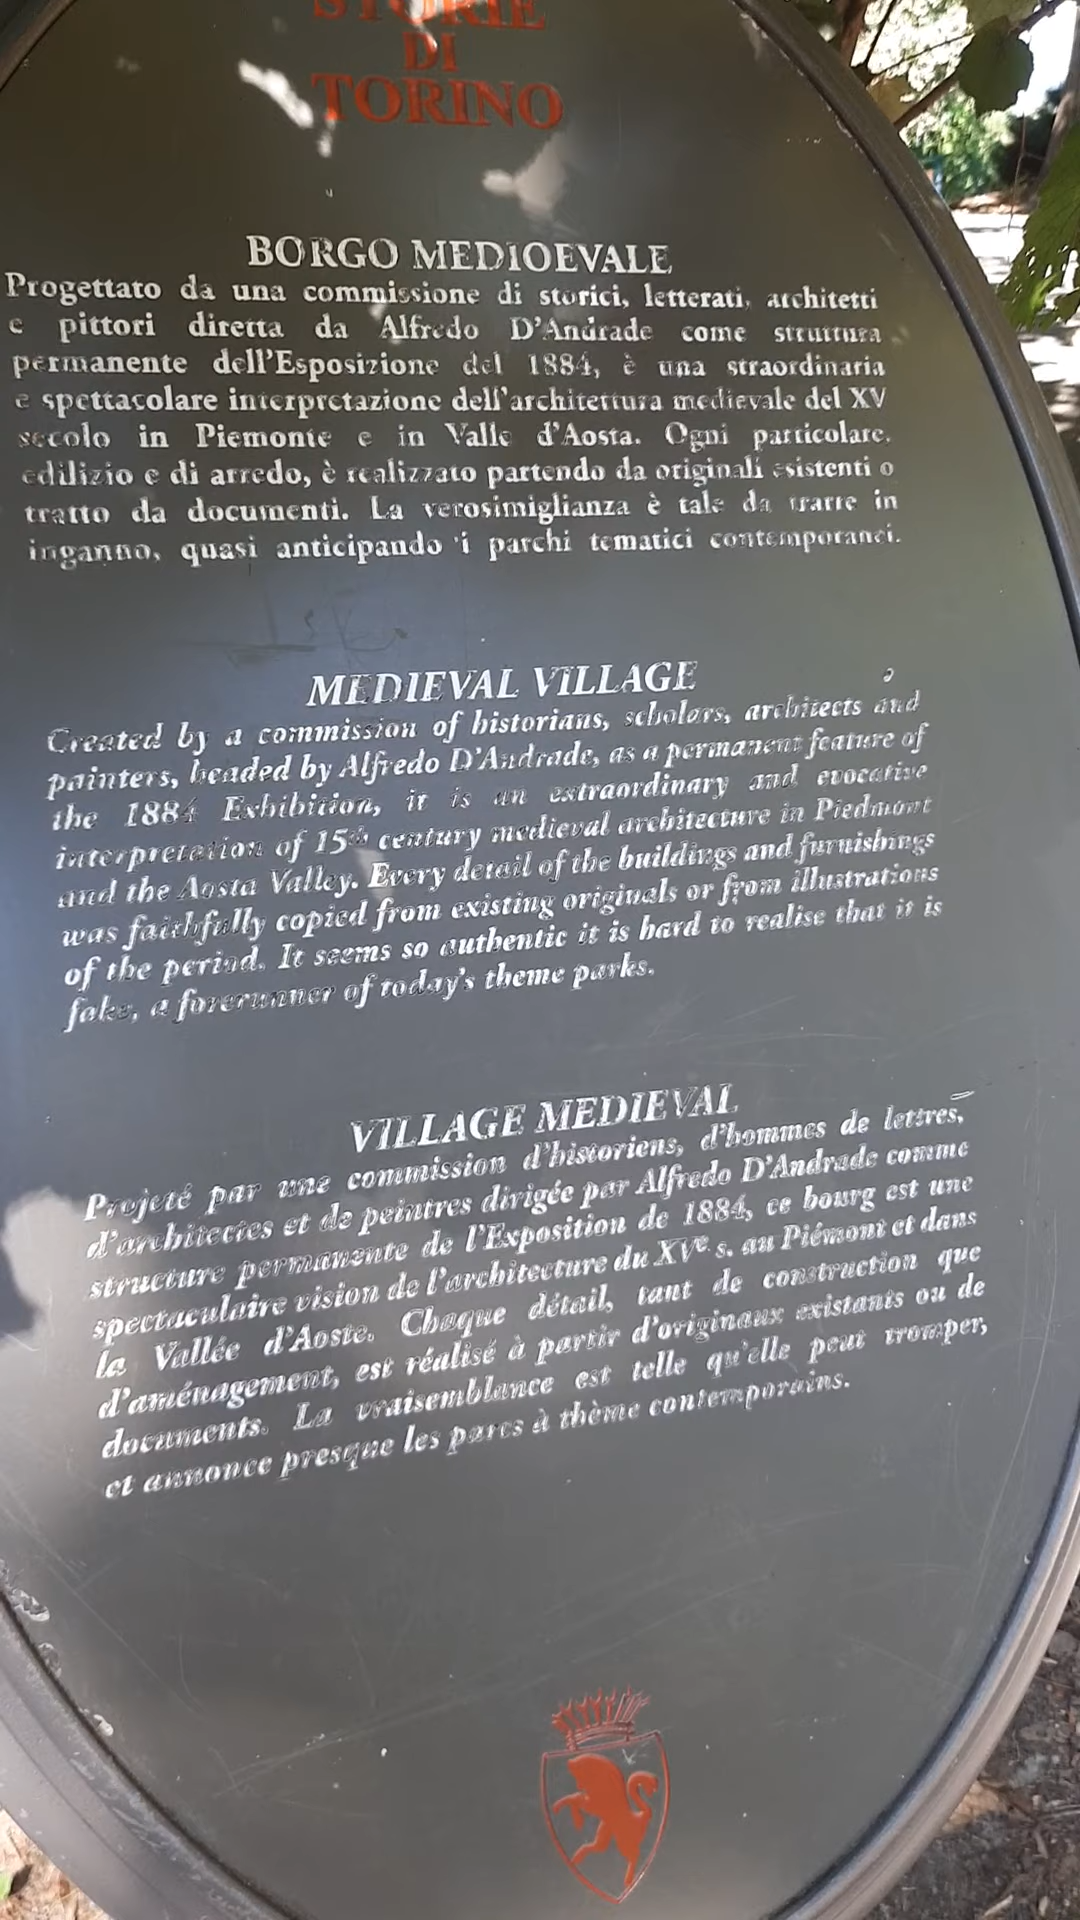 STORIE
DI
TORINO
BORGO MEDIOEVALE
Progettato da una commissione di storici, letterati, architetti
e pittori diretta da Alfredo D'Andrade come struttura
permanente dell'Esposizione del 1884, è una straordinaria
e spettacolare interpretazione dell'architettura medievale del XV
secolo in Piemonte e in Valle d'Aosta. Ogni particolare,
edilizio e di arredo, è realizzato partendo da originali esistenti o
tratto da documenti. La verosimiglianza è tale da trarre in
inganno, quasi anticipando i parchi tematici contemporanei.
MEDIEVAL VILLAGE
Created by a commission of historians, scholars, architects and
painters, headed by Alfredo D'Andrade, as a permanent feature of
the 1884 Exhibition, it is an extraordinary and evocative
interpretation of 15th century medieval architecture in Piedmont
and the Aosta Valley. Every detail of the buildings and furnishings
was faithfully copied from existing originals or from illustrations
of the period. It seems so authentic it is hard to realise that it is
fake, a forerunner of today's theme parks.
VILLAGE MEDIEVAL
Projeté par une commission d'historiens, d'hommes de lettres,
d'architectes et de peintres dirigée par Alfredo D'Andrade comme
structure permanente de l'Exposition de 1884, ce bourg est une
spectaculaire vision de l'architecture du XVe s. au Piémont et dans
la Vallée d'Aoste. Chaque détail, tant de construction que
d'aménagement, est réalisé à partir d'originaux existants ou de
documents. La vraisemblance est telle qu'elle peut tromper,
et annonce presque les parcs à thème contemporains.